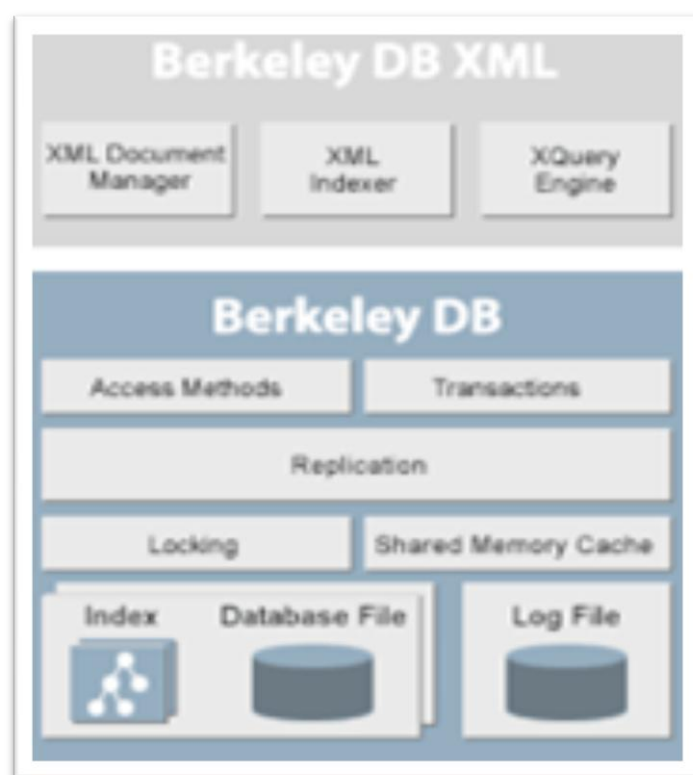 Berkeley DB XML
XML Document
Manager
XML
Indexer
XQuery
Engine
Berkeley DB
Access Methods
Transactions
Replication
Locking
Shared Memory Cache
Index
Database File
Log File